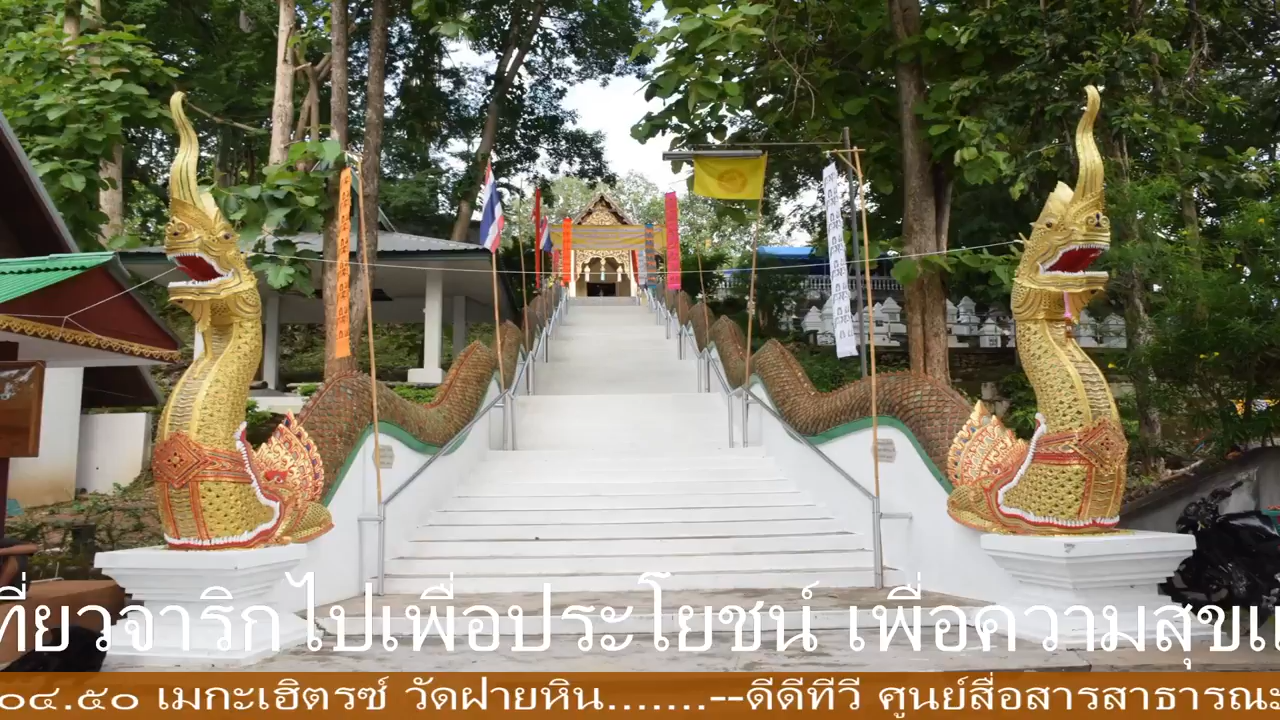 ที่ยวจาริกไปเพื่อประโยชน์ เพื่อความสุขแ
๐๔.๕๐ เมกะเฮิตรซ์ วัดฝายหิน.......--ดีดีทีวี ศูนย์สื่อสารสาธารณะ